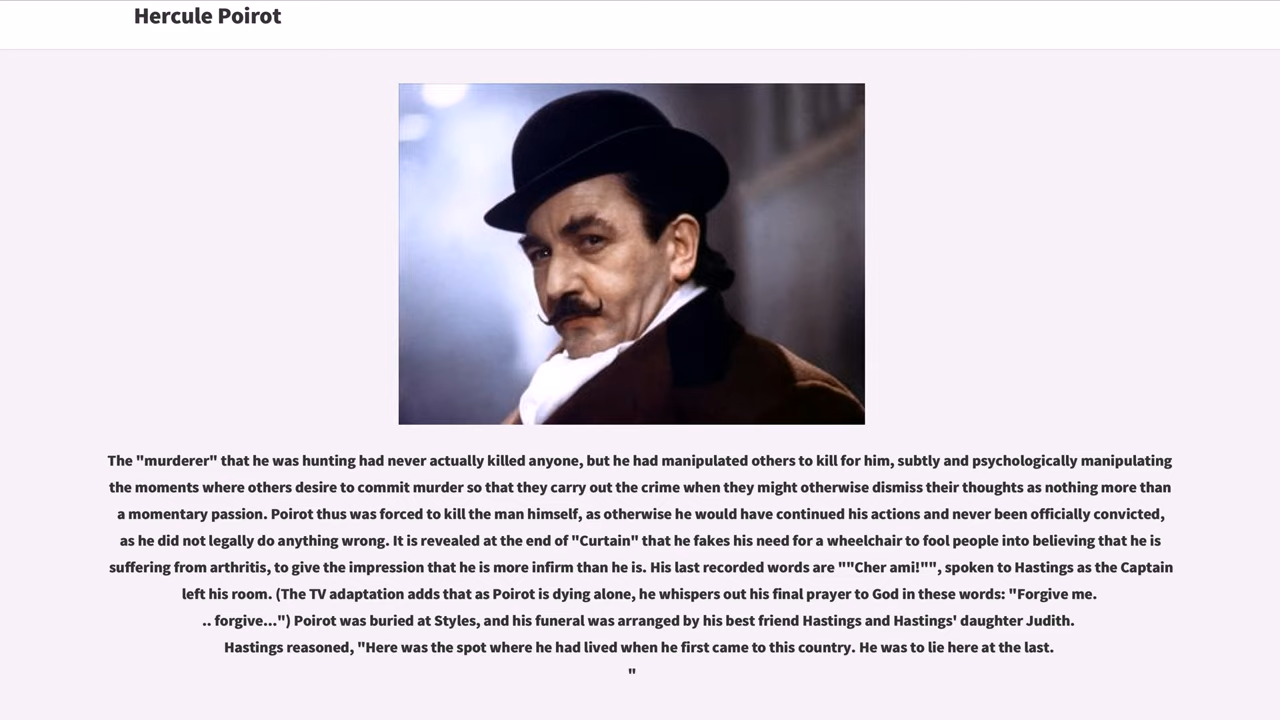 Hercule Poirot
The "murderer" that he was hunting had never actually killed anyone, but he had manipulated others to kill for him, subtly and psychologically manipulating
the moments where others desire to commit murder so that they carry out the crime when they might otherwise dismiss their thoughts as nothing more than
a momentary passion. Poirot thus was forced to kill the man himself, as otherwise he would have continued his actions and never been officially convicted,
as he did not legally do anything wrong. It is revealed at the end of "Curtain" that he fakes his need for a wheelchair to fool people into believing that he is
suffering from arthritis, to give the impression that he is more infirm than he is. His last recorded words are ""Cher ami!"", spoken to Hastings as the Captain
left his room. (The TV adaptation adds that as Poirot is dying alone, he whispers out his final prayer to God in these words: "Forgive me.
.. forgive...") Poirot was buried at Styles, and his funeral was arranged by his best friend Hastings and Hastings' daughter Judith.
Hastings reasoned, "Here was the spot where he had lived when he first came to this country. He was to lie here at the last.
"